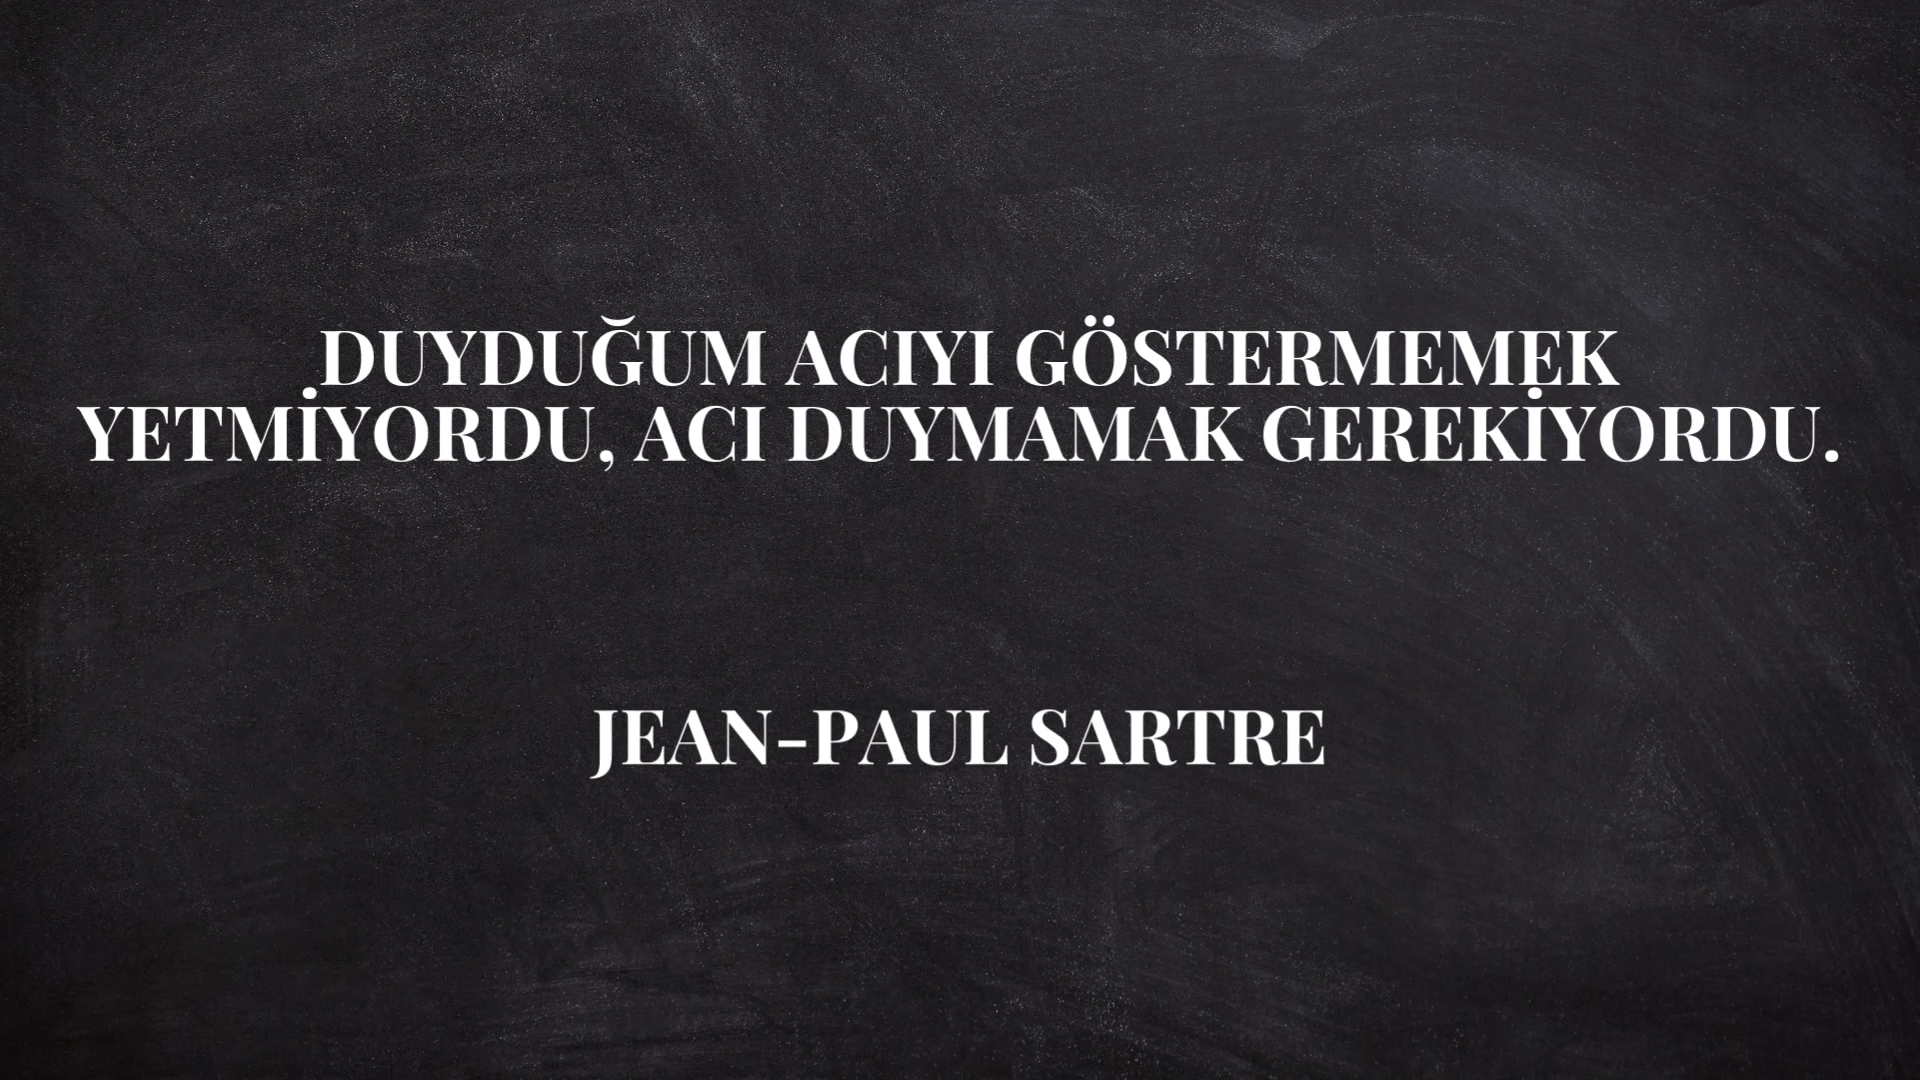 DUYDUĞUM ACIYI GÖSTERMEMEK
YETMİYORDU, ACI DUYMAMAK GEREKİYORDU.
JEAN-PAUL SARTRE